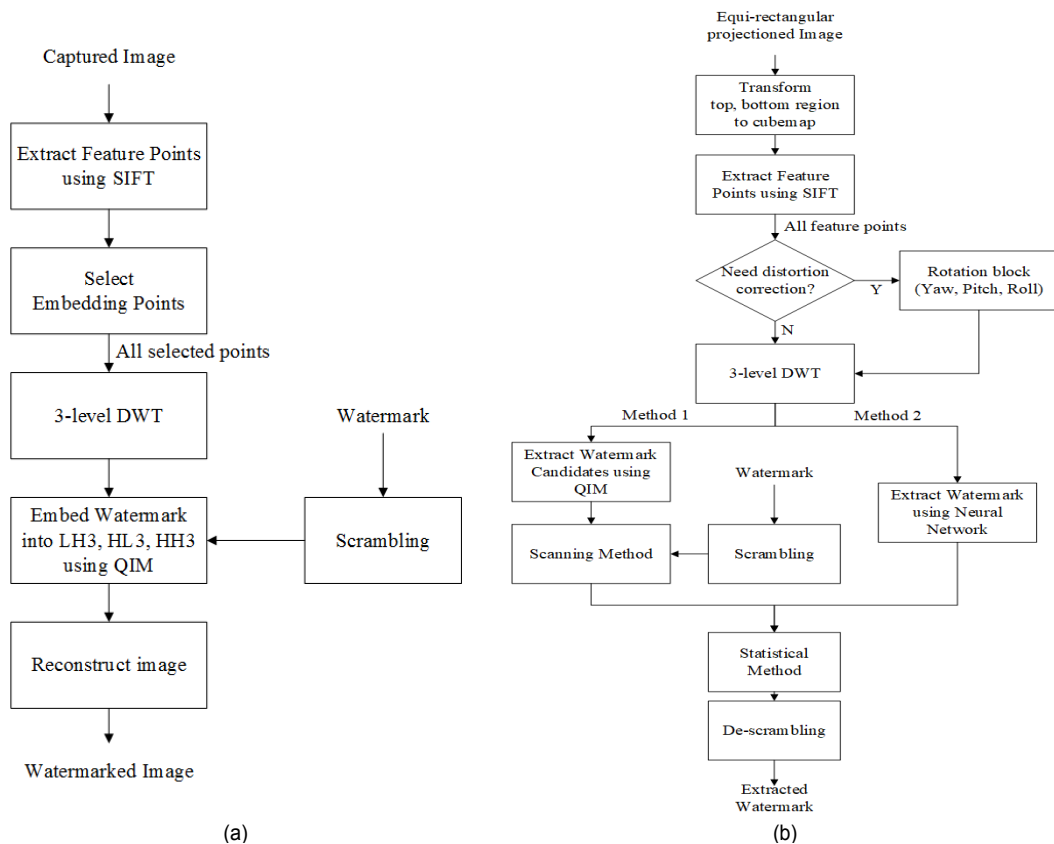 Captured Image
Extract Feature Points
using SIFT
Select
Embedding Points
All selected points
3-level DWT
Watermark
Embed Watermark
into LH3, HL3, HH3
using QIM
Scrambling
Reconstruct image
Watermarked Image
(a)
Equi-rectangular
projectioned Image
Transform
top, bottom region
to cubemap
Extract Feature
Points using SIFT
All feature points
Need distortion
correction?
Y
Rotation block
(Yaw, Pitch, Roll)
N
3-level DWT
Method 1
Method 2
Extract Watermark
Candidates using
QIM
Watermark
Extract Watermark
using Neural
Network
Scanning Method
Scrambling
Statistical
Method
De-scrambling
Extracted
Watermark
(b)